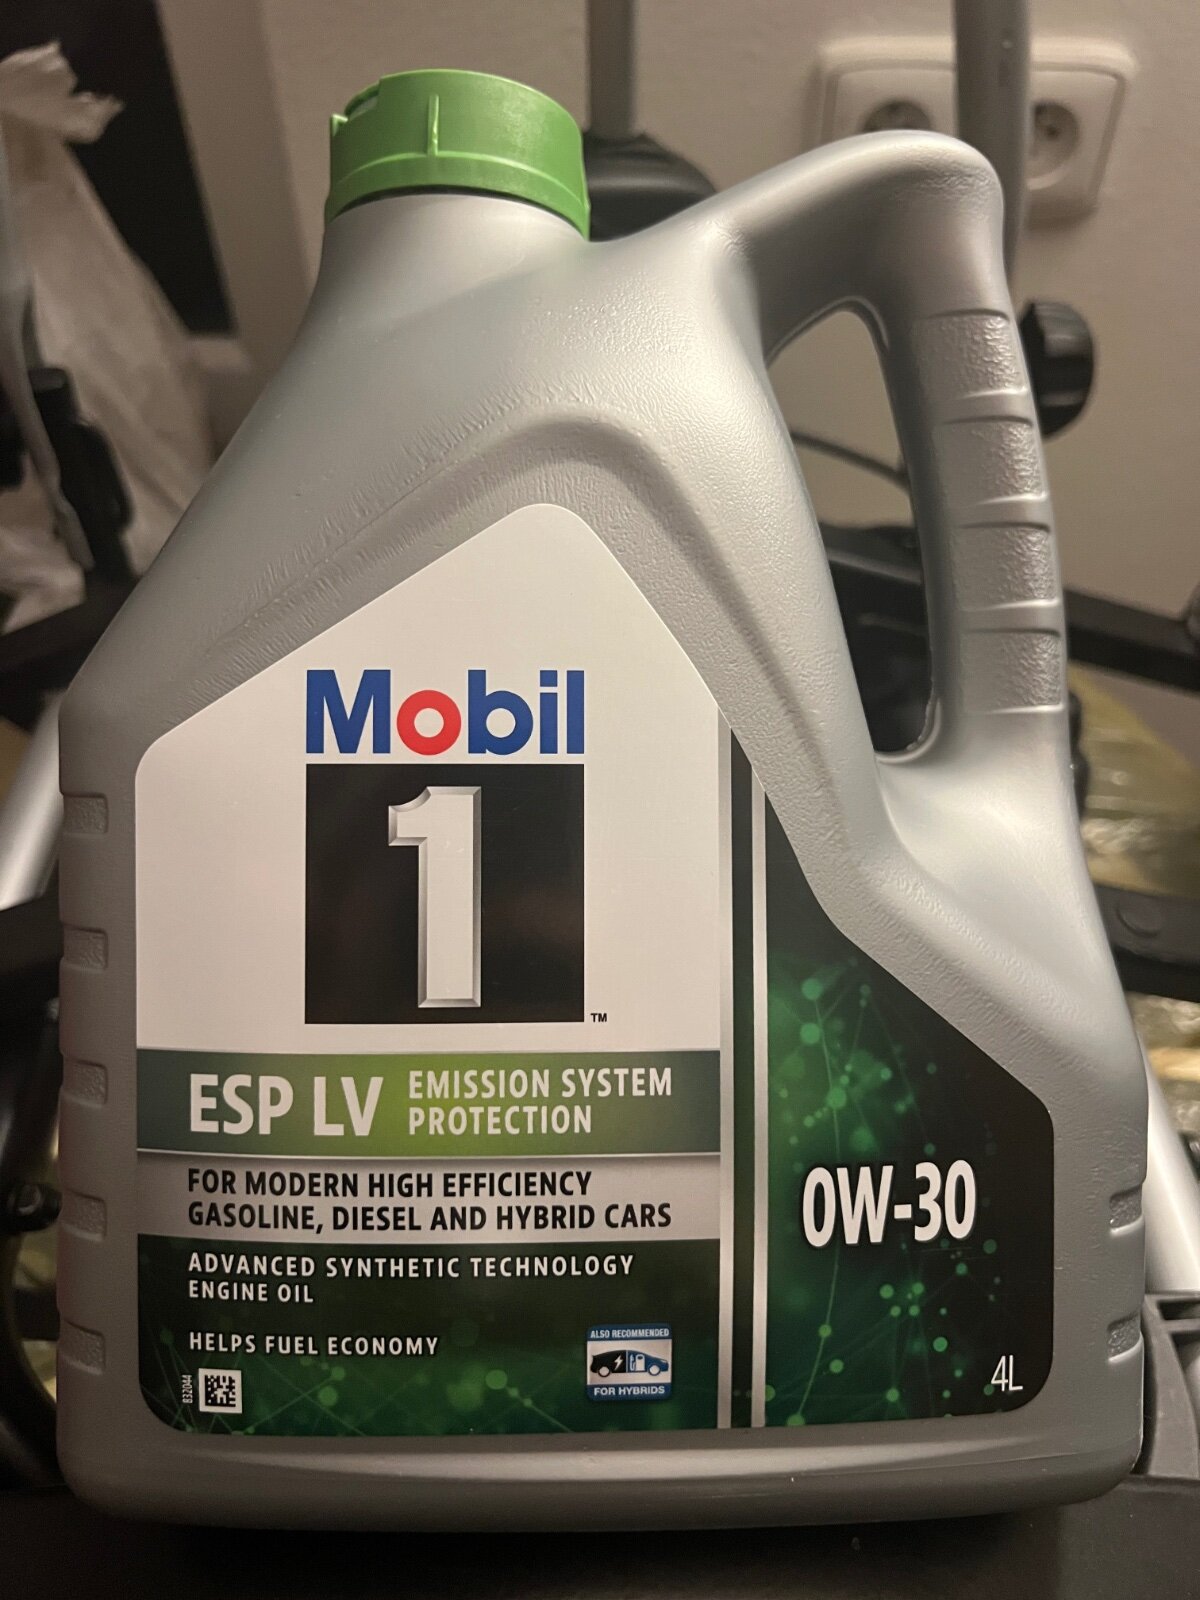 Mobil
1
™
ESP LV
EMISSION SYSTEM
PROTECTION
FOR MODERN HIGH EFFICIENCY
GASOLINE, DIESEL AND HYBRID CARS
ADVANCED SYNTHETIC TECHNOLOGY
ENGINE OIL
HELPS FUEL ECONOMY
832044
ALSO RECOMMENDED
FOR HYBRIDS
0W-30
4L